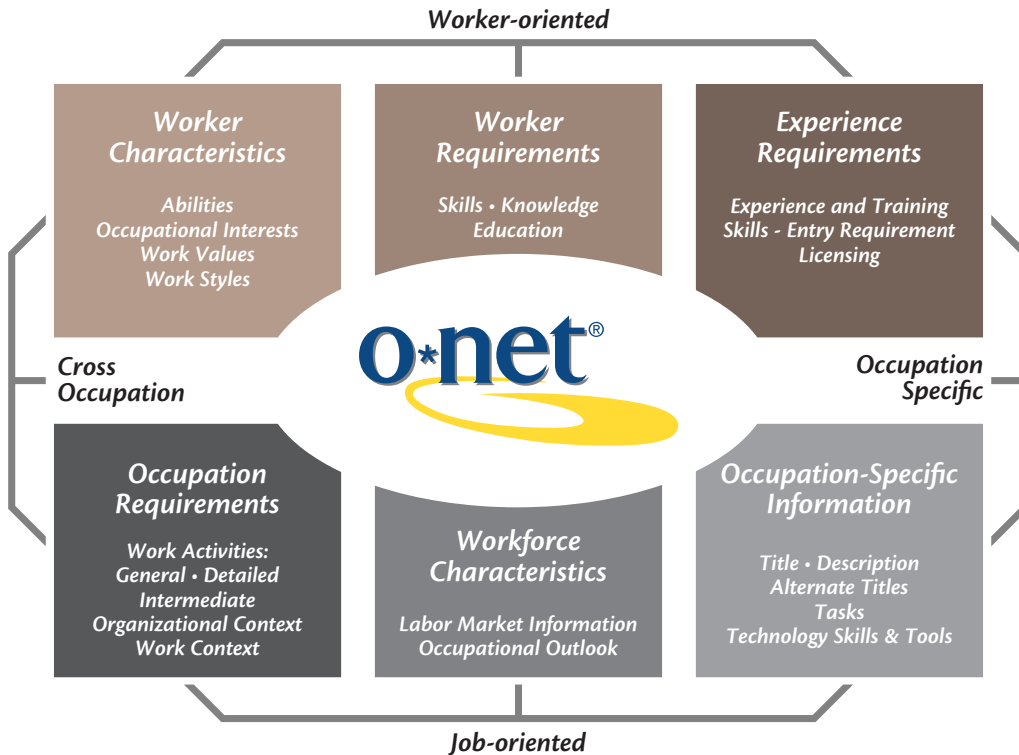 Worker-oriented
Worker
Characteristics
Abilities
Occupational Interests
Work Values
Work Styles
Worker
Requirements
Skills • Knowledge
Education
Experience
Requirements
Experience and Training
Skills - Entry Requirement
Licensing
o*net®
Cross
Occupation
Occupation
Specific
Occupation
Requirements
Work Activities:
General • Detailed
Intermediate
Organizational Context
Work Context
Workforce
Characteristics
Labor Market Information
Occupational Outlook
Occupation-Specific
Information
Title • Description
Alternate Titles
Tasks
Technology Skills & Tools
Job-oriented